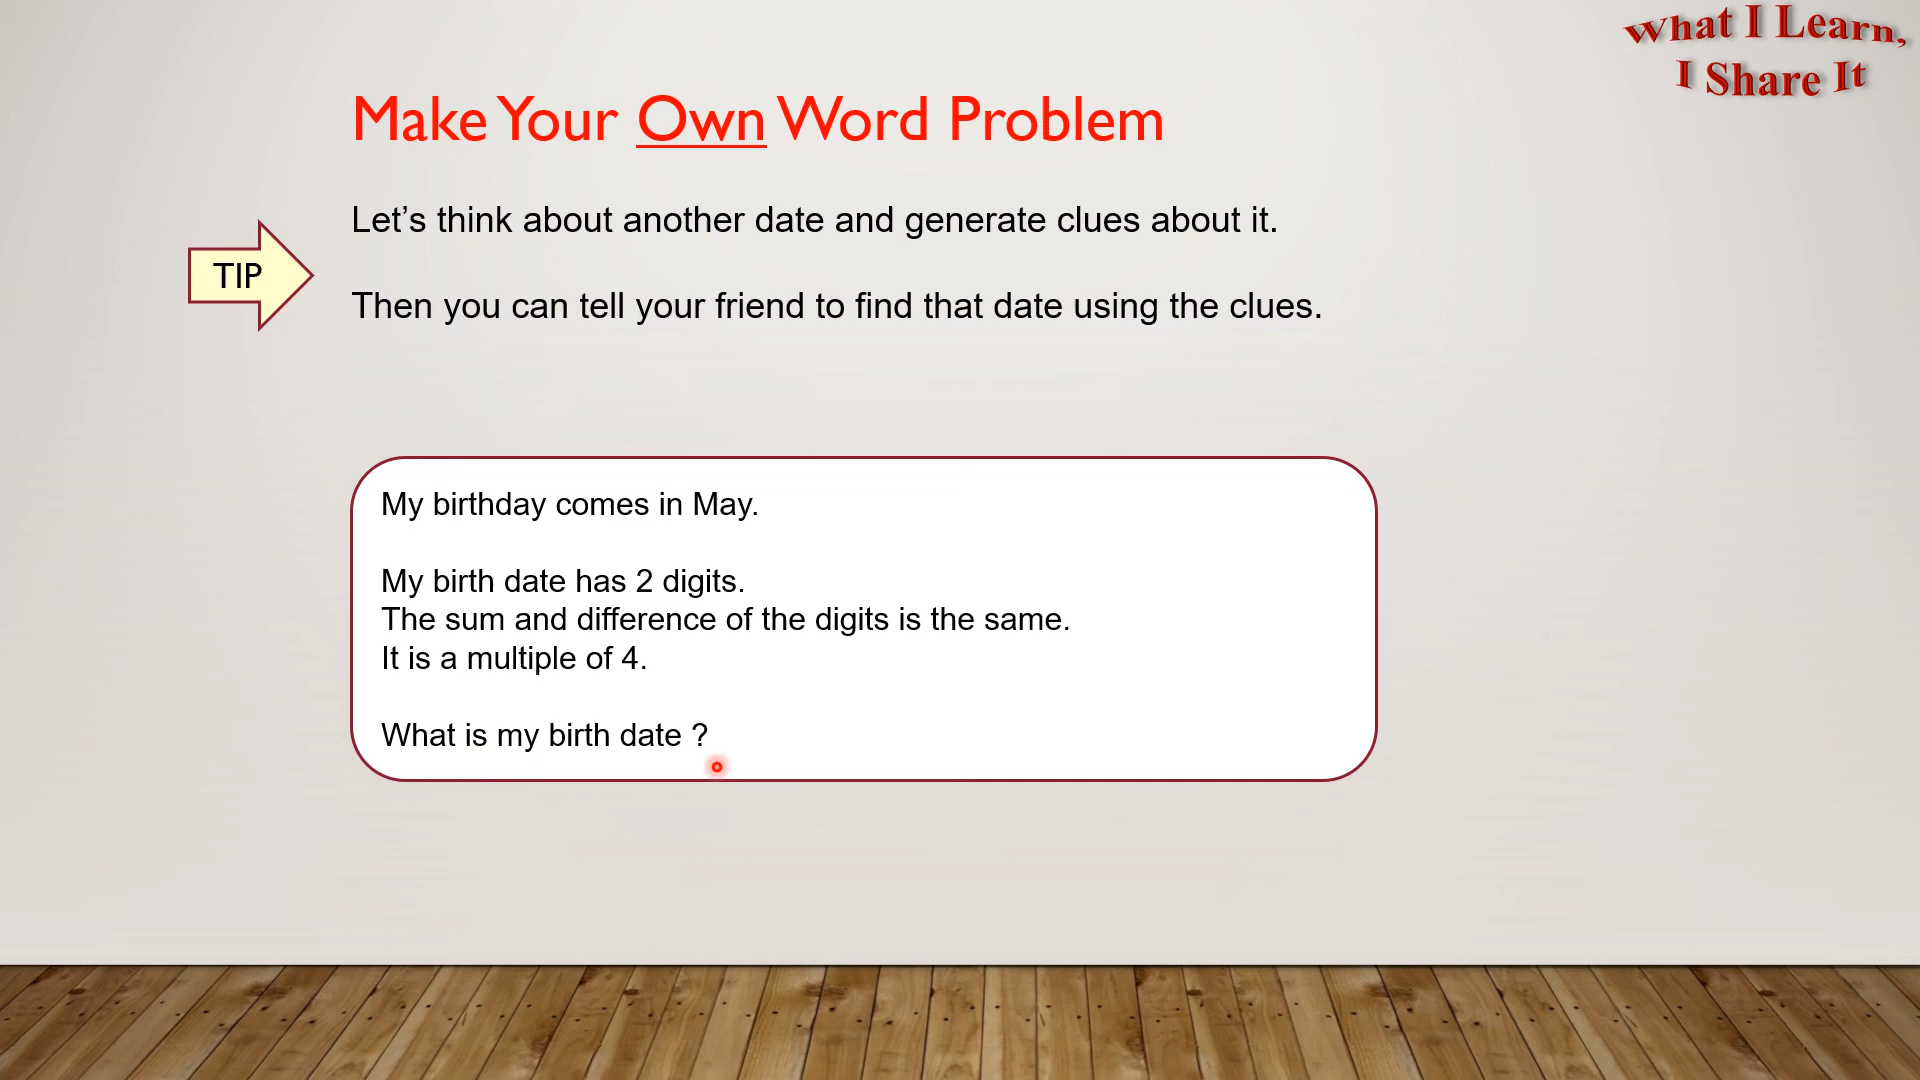 What I Learn,
I Share It
Make Your Own Word Problem
Let’s think about another date and generate clues about it.
TIP
Then you can tell your friend to find that date using the clues.
My birthday comes in May.
My birth date has 2 digits.
The sum and difference of the digits is the same.
It is a multiple of 4.
What is my birth date ?